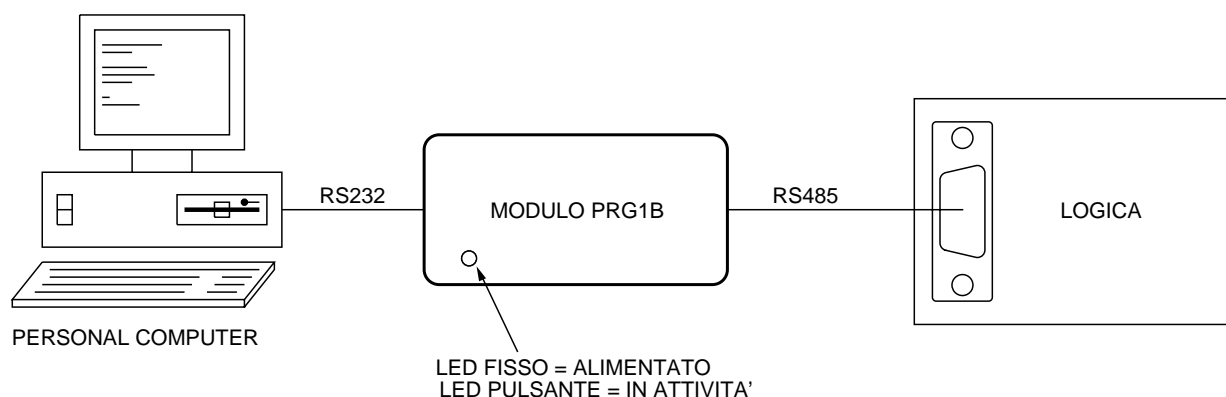 RS232
MODULO PRG1B
RS485
LOGICA
PERSONAL COMPUTER
LED FISSO = ALIMENTATO
LED PULSANTE = IN ATTIVITA’